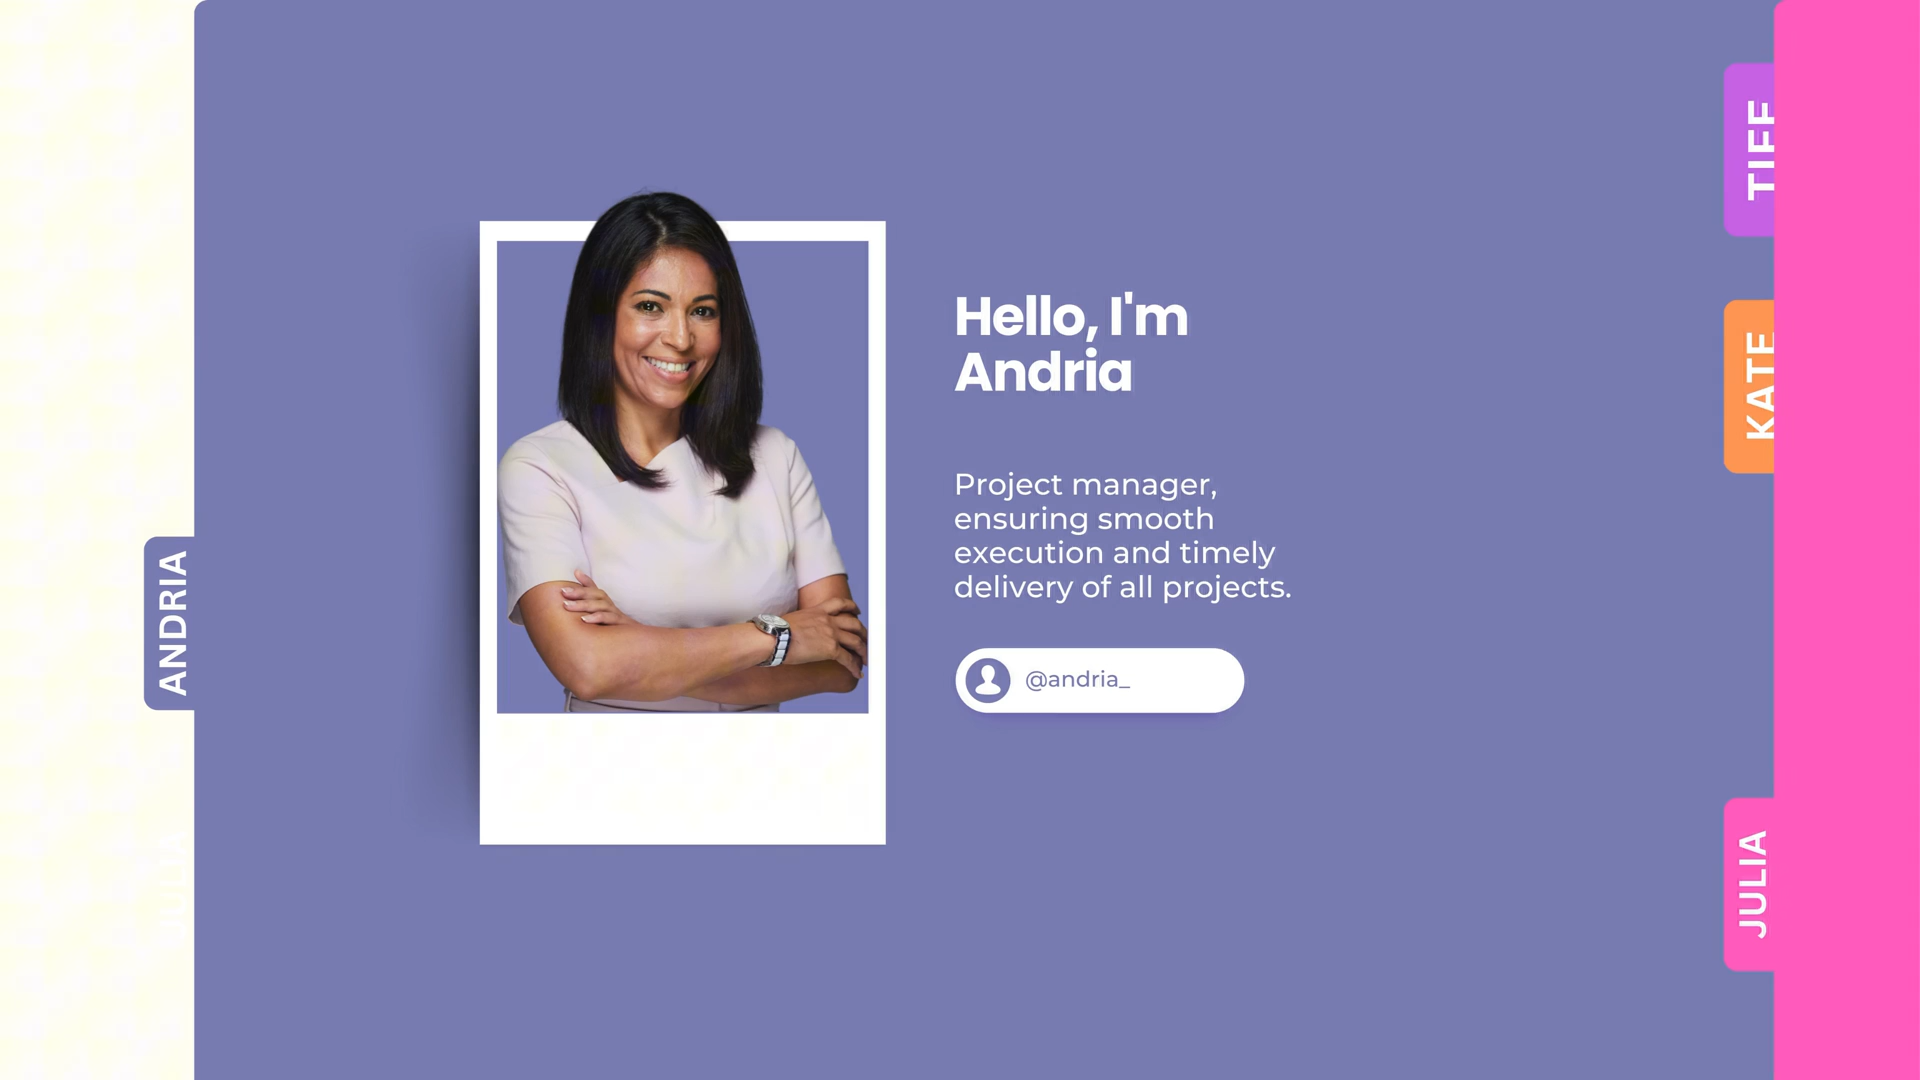 Hello, I'm
Andria
Project manager,
ensuring smooth
execution and timely
delivery of all projects.
@andria_
ANDRIA
TIFF
KATE
JULIA